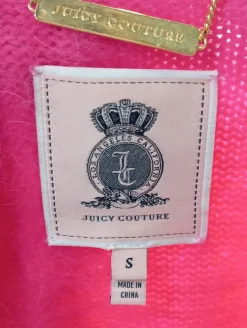 JUICY COUTURE
LOS ANGELES CALIFORNIA
JUICY COUTURE
S
MADE IN
CHINA